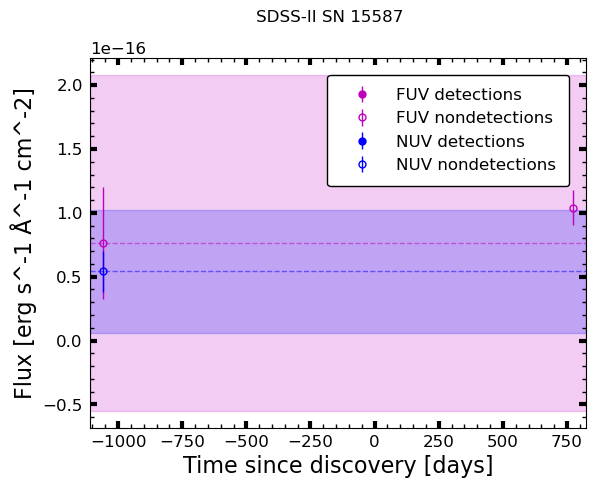 SDSS-II SN 15587
1e−16
FUV detections
FUV nondetections
NUV detections
NUV nondetections
2.0
1.5
1.0
0.5
0.0
−0.5
Flux [erg s^-1 Å^-1 cm^-2]
−1000 −750 −500 −250 0 250 500 750
Time since discovery [days]